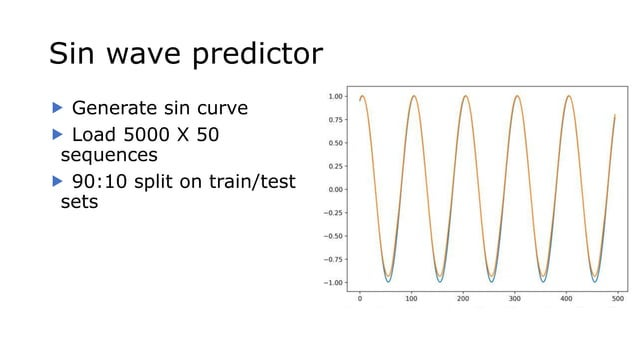 Sin wave predictor
Generate sin curve
Load 5000 X 50
sequences
90:10 split on train/test
sets
1.00
0.75
0.50
0.25
0.00
−0.25
−0.50
−0.75
−1.00
0 100 200 300 400 500